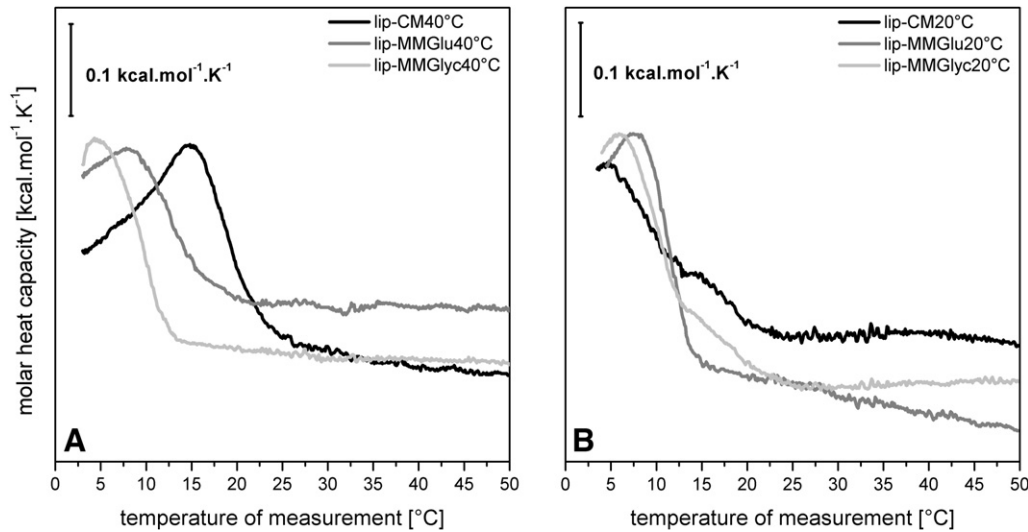 lip-CM40°C
lip-MMGlu40°C
lip-MMGlyc40°C
0.1 kcal.mol⁻¹.K⁻¹
molar heat capacity [kcal.mol⁻¹.K⁻¹]
A
0 5 10 15 20 25 30 35 40 45 50
temperature of measurement [°C]
lip-CM20°C
lip-MMGlu20°C
lip-MMGlyc20°C
0.1 kcal.mol⁻¹.K⁻¹
B
0 5 10 15 20 25 30 35 40 45 50
temperature of measurement [°C]